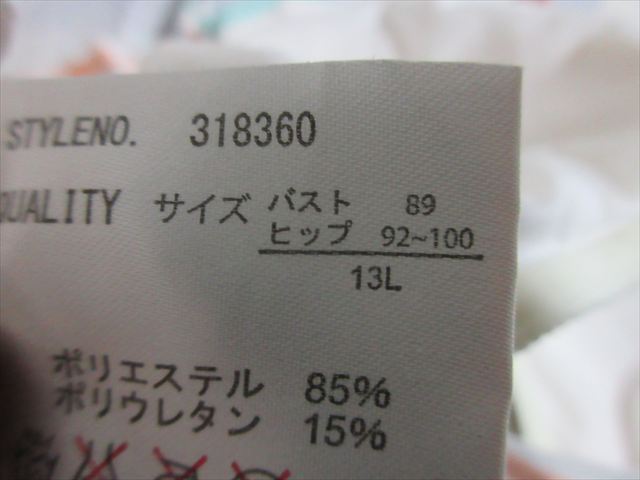 STYLENO. 318360
QUALITY サイズ バスト 89
ヒップ 92~100
13L
ポリエステル 85%
ポリウレタン 15%